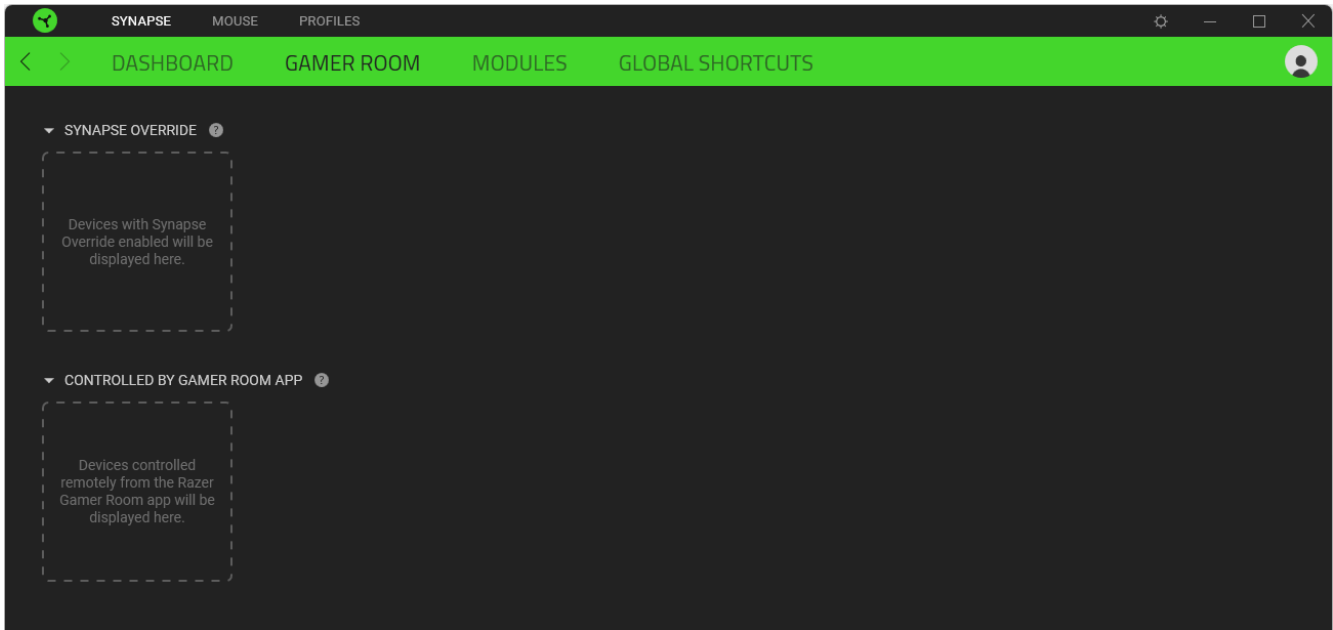 SYNAPSE MOUSE PROFILES
DASHBOARD GAMER ROOM MODULES GLOBAL SHORTCUTS
SYNAPSE OVERRIDE ?
Devices with Synapse
Override enabled will be
displayed here.
CONTROLLED BY GAMER ROOM APP ?
Devices controlled
remotely from the Razer
Gamer Room app will be
displayed here.